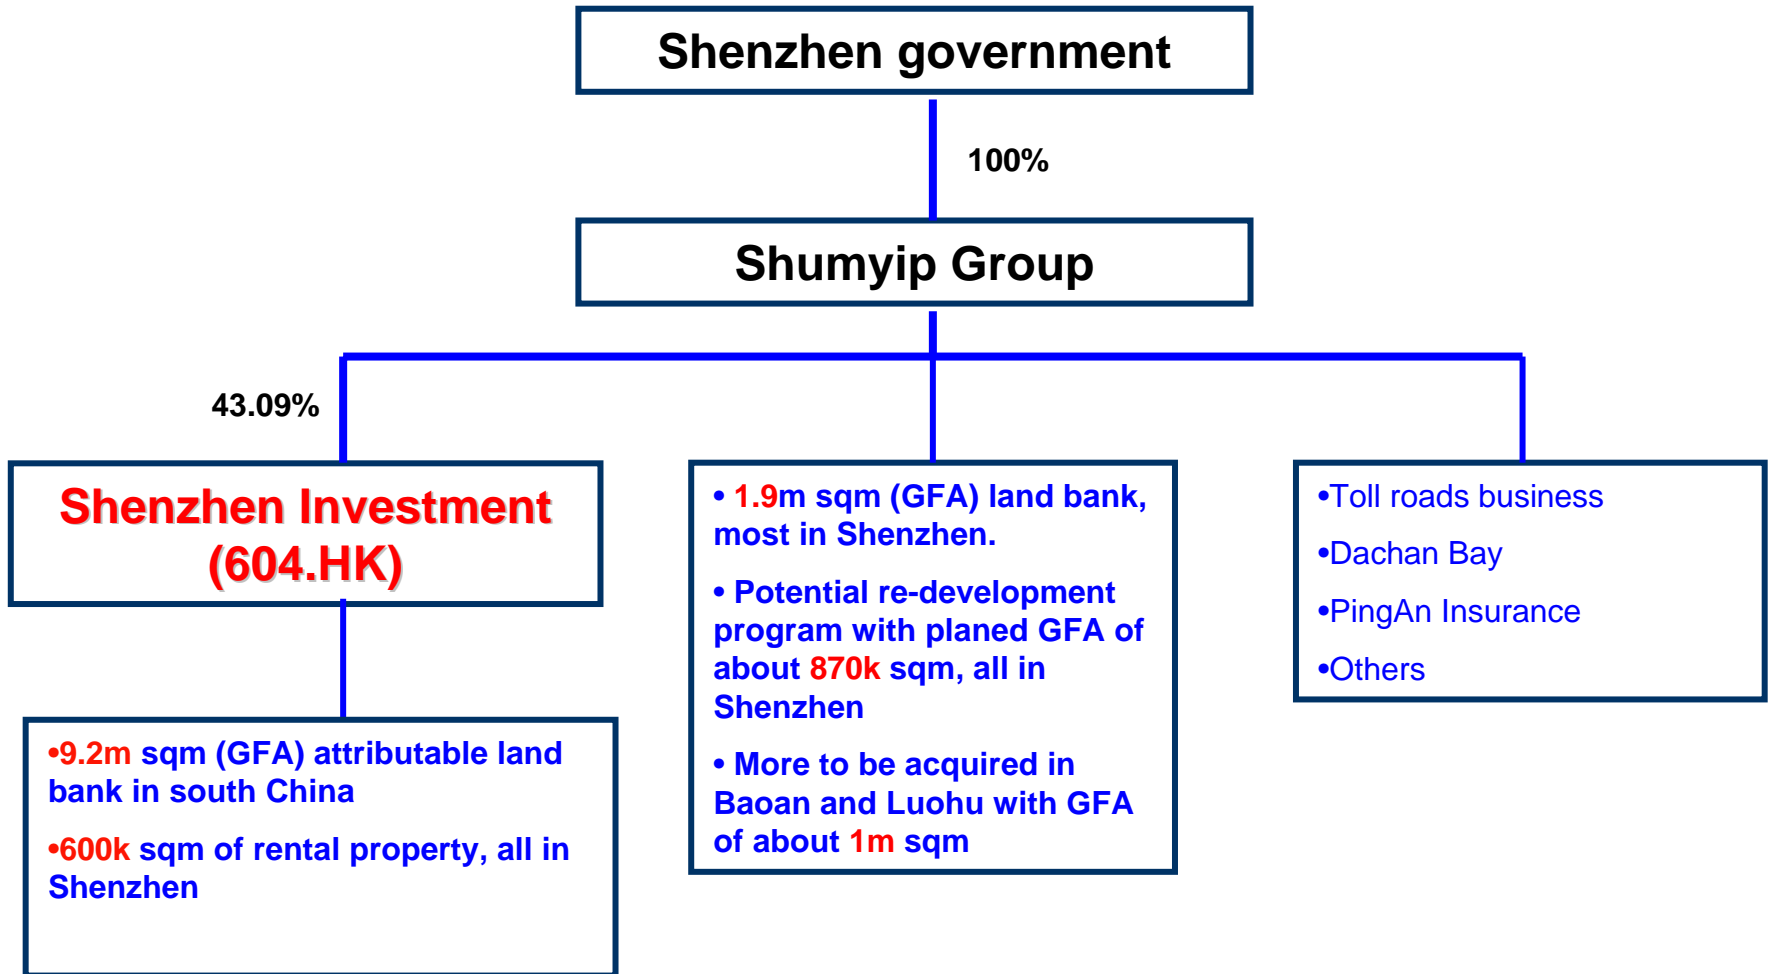 Shenzhen government
100%
Shumyip Group
43.09%
Shenzhen Investment
(604.HK)
•9.2m sqm (GFA) attributable land
bank in south China
•600k sqm of rental property, all in
Shenzhen
• 1.9m sqm (GFA) land bank,
most in Shenzhen.
• Potential re-development
program with planed GFA of
about 870k sqm, all in
Shenzhen
• More to be acquired in
Baoan and Luohu with GFA
of about 1m sqm
•Toll roads business
•Dachan Bay
•PingAn Insurance
•Others